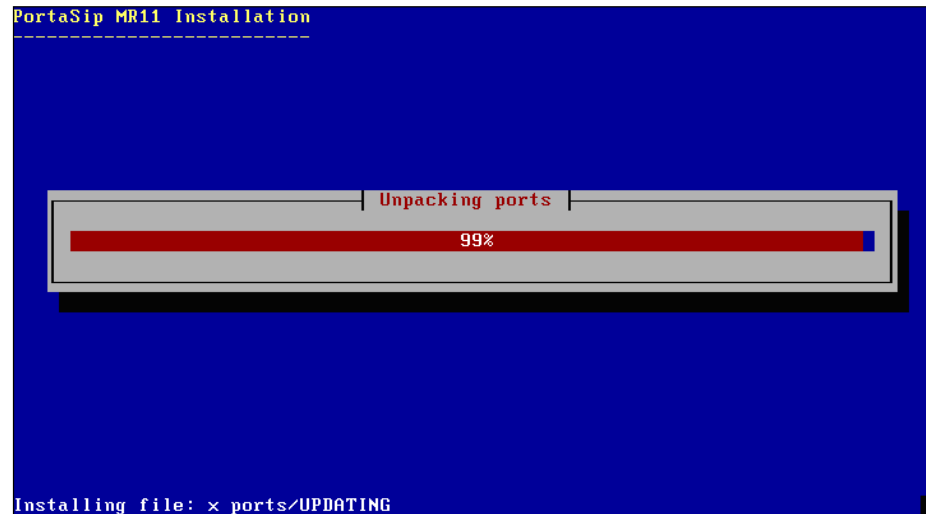 PortaSip MR11 Installation
--------------------------
Unpacking ports
99%
Installing file: x ports/UPDATING